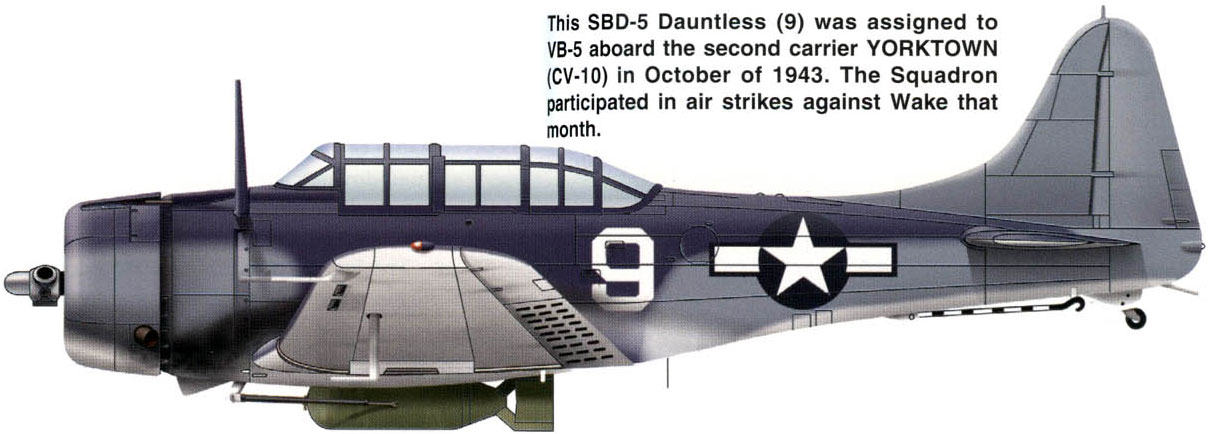 This SBD-5 Dauntless (9) was assigned to
VB-5 aboard the second carrier YORKTOWN
(CV-10) in October of 1943. The Squadron
participated in air strikes against Wake that
month.
9